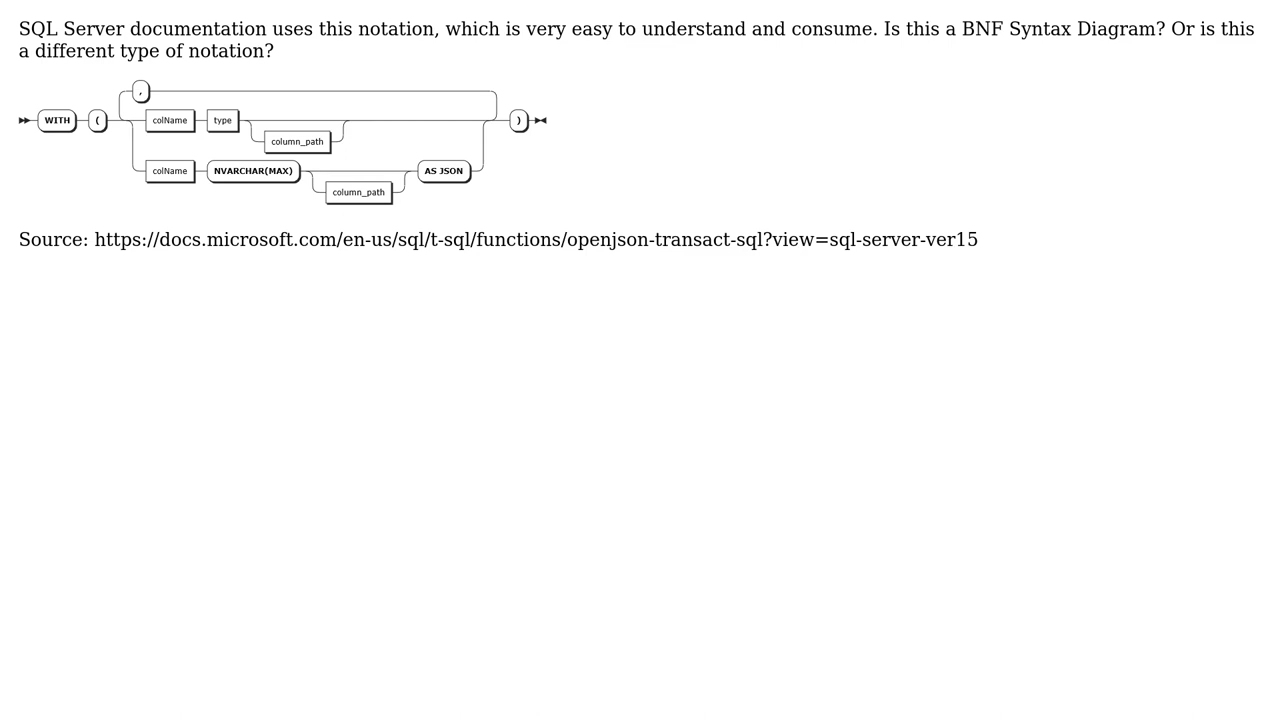 SQL Server documentation uses this notation, which is very easy to understand and consume. Is this a BNF Syntax Diagram? Or is this
a different type of notation?
,
WITH ( colName type )
column_path
colName NVARCHAR(MAX) AS JSON
column_path
Source: https://docs.microsoft.com/en-us/sql/t-sql/functions/openjson-transact-sql?view=sql-server-ver15